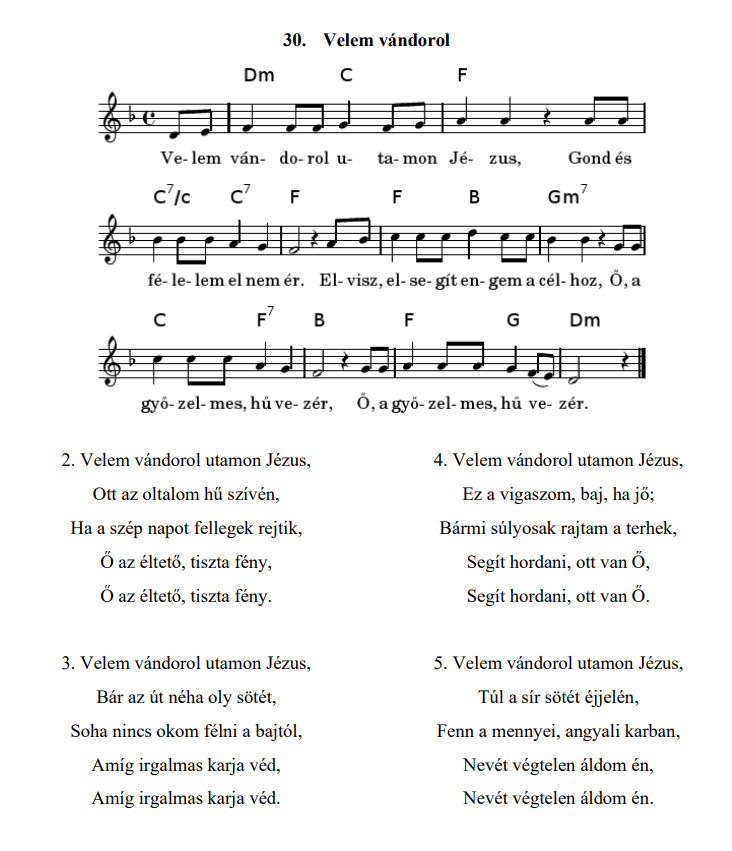 30. Velem vándorol
Dm C F
Ve- lem ván- do- rol u- ta- mon Jé- zus, Gond és
C7/c C7 F F B Gm7
fé- le- lem el nem ér. El- visz, el- se- gít en- gem a cél- hoz, Ő, a
C F7 B F G Dm
győ- zel- mes, hű ve- zér, Ő, a győ- zel- mes, hű ve- zér.
2. Velem vándorol utamon Jézus,
Ott az oltalom hű szívén,
Ha a szép napot fellegek rejtik,
Ő az éltető, tiszta fény,
Ő az éltető, tiszta fény.
3. Velem vándorol utamon Jézus,
Bár az út néha oly sötét,
Soha nincs okom félni a bajtól,
Amíg irgalmas karja véd,
Amíg irgalmas karja véd.
4. Velem vándorol utamon Jézus,
Ez a vigaszom, baj, ha jő;
Bármi súlyosak rajtam a terhek,
Segít hordani, ott van Ő,
Segít hordani, ott van Ő.
5. Velem vándorol utamon Jézus,
Túl a sír sötét éjjelén,
Fenn a mennyei, angyali karban,
Nevét végtelen áldom én,
Nevét végtelen áldom én.